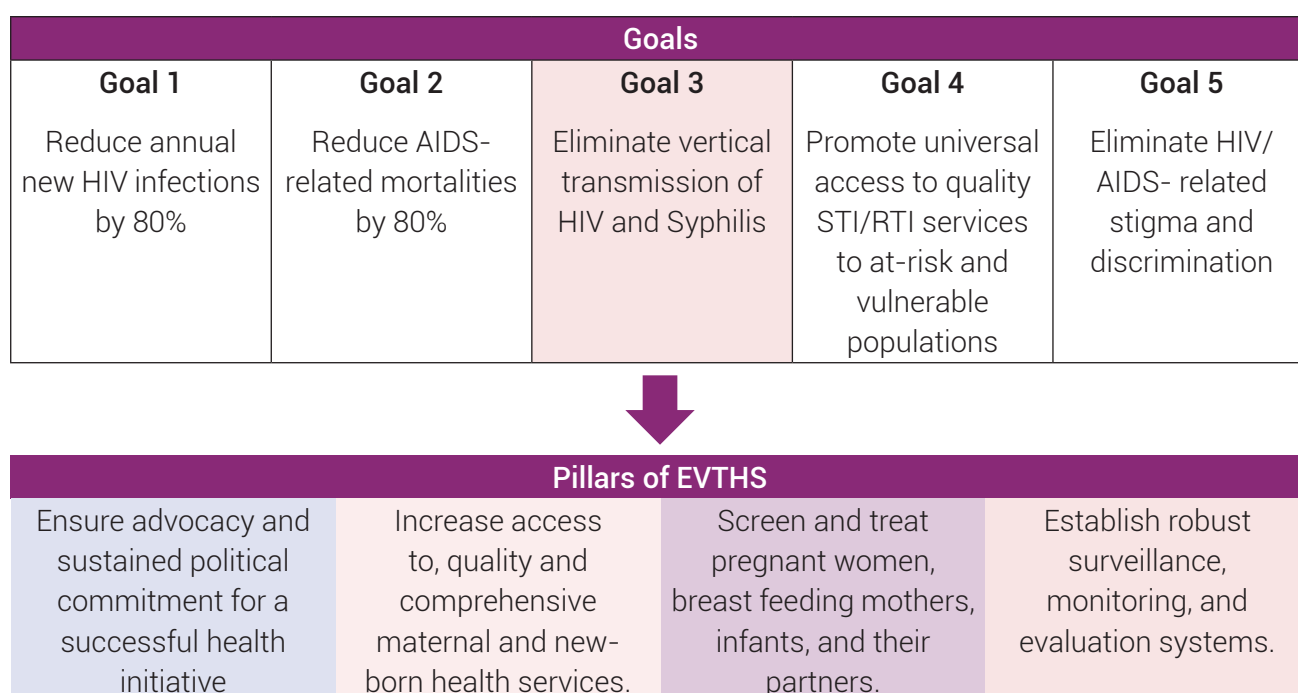 Goals
Goal 1
Reduce annual
new HIV infections
by 80%
Goal 2
Reduce AIDS-
related mortalities
by 80%
Goal 3
Eliminate vertical
transmission of
HIV and Syphilis
Goal 4
Promote universal
access to quality
STI/RTI services
to at-risk and
vulnerable
populations
Goal 5
Eliminate HIV/
AIDS- related
stigma and
discrimination
Pillars of EVTHS
Ensure advocacy and
sustained political
commitment for a
successful health
initiative
Increase access
to, quality and
comprehensive
maternal and new-
born health services.
Screen and treat
pregnant women,
breast feeding mothers,
infants, and their
partners.
Establish robust
surveillance,
monitoring, and
evaluation systems.